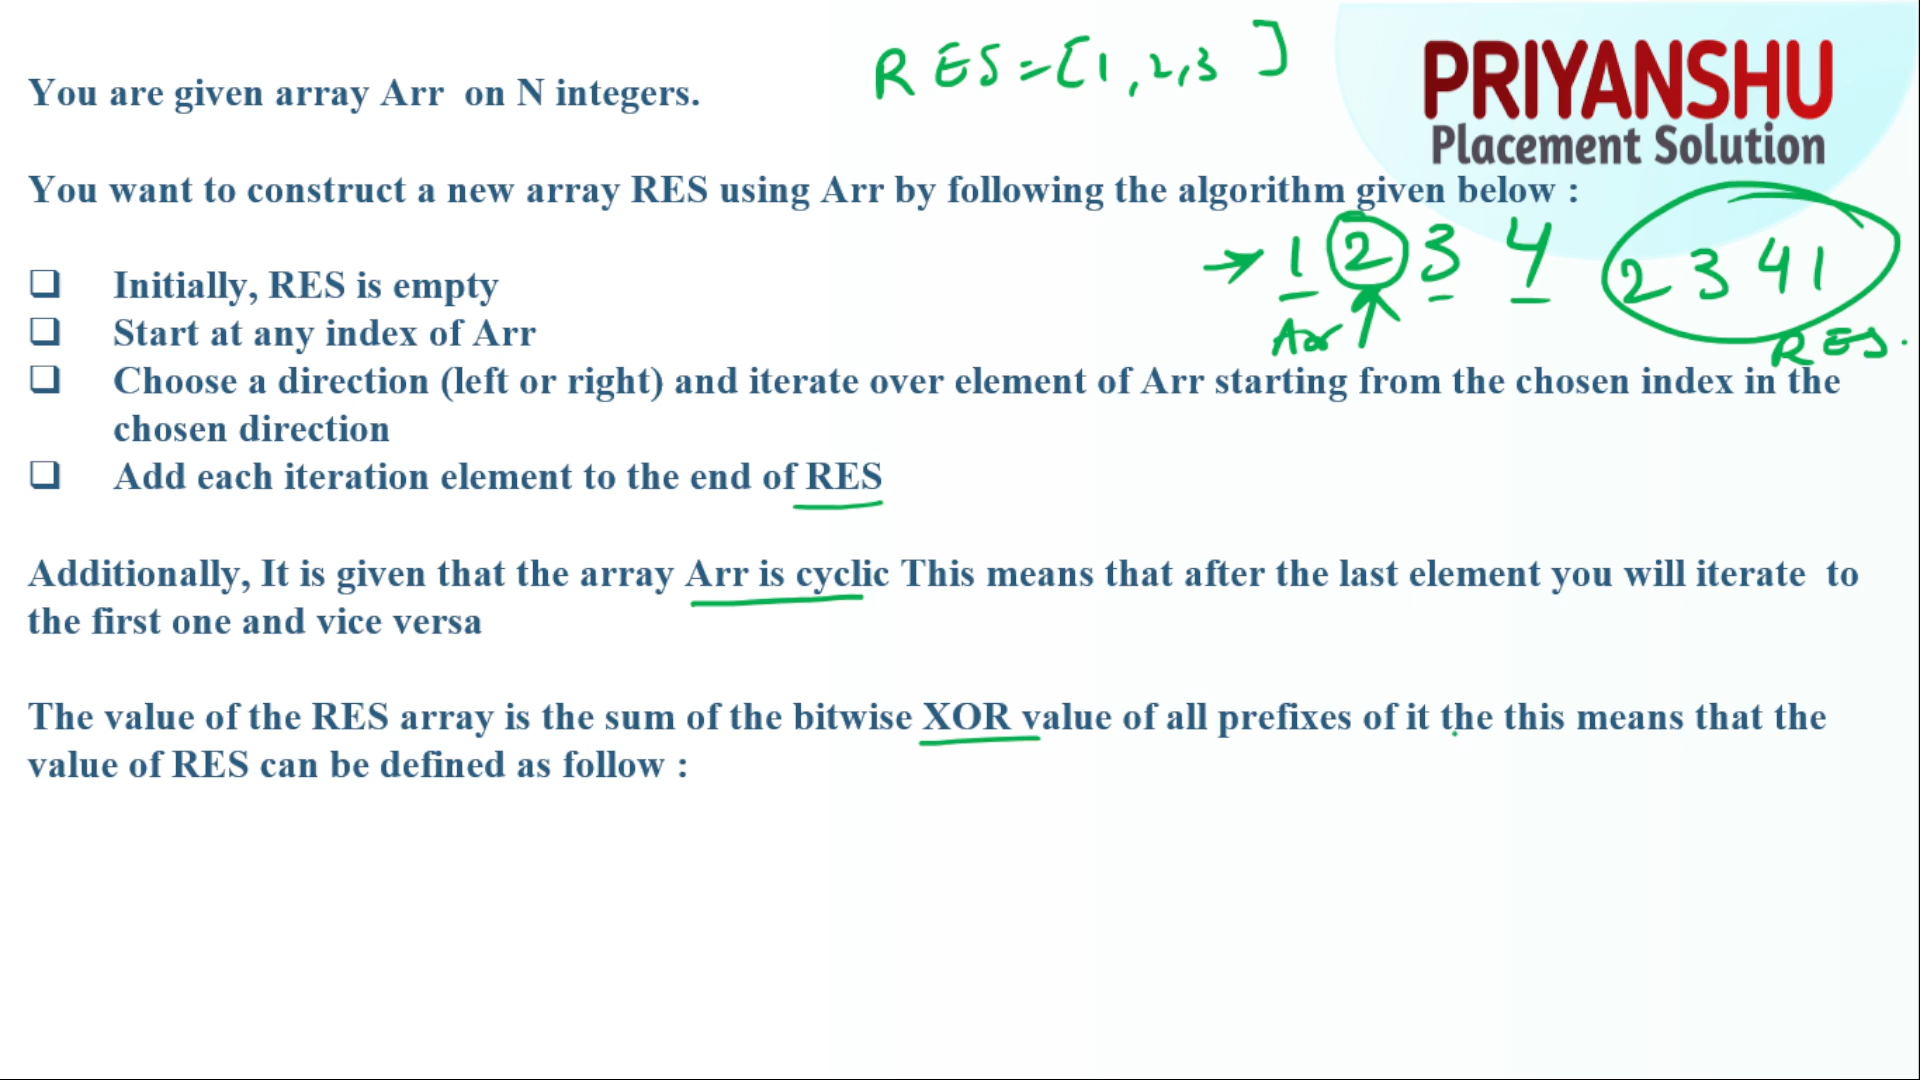 RES=[1,2,3 ]
PRIYANSHU
Placement Solution
You are given array Arr on N integers.
You want to construct a new array RES using Arr by following the algorithm given below :
→ 1 2 3 4 2 3 4 1
Arr RES.
Initially, RES is empty
Start at any index of Arr
Choose a direction (left or right) and iterate over element of Arr starting from the chosen index in the
chosen direction
Add each iteration element to the end of RES
Additionally, It is given that the array Arr is cyclic This means that after the last element you will iterate to
the first one and vice versa
The value of the RES array is the sum of the bitwise XOR value of all prefixes of it the this means that the
value of RES can be defined as follow :